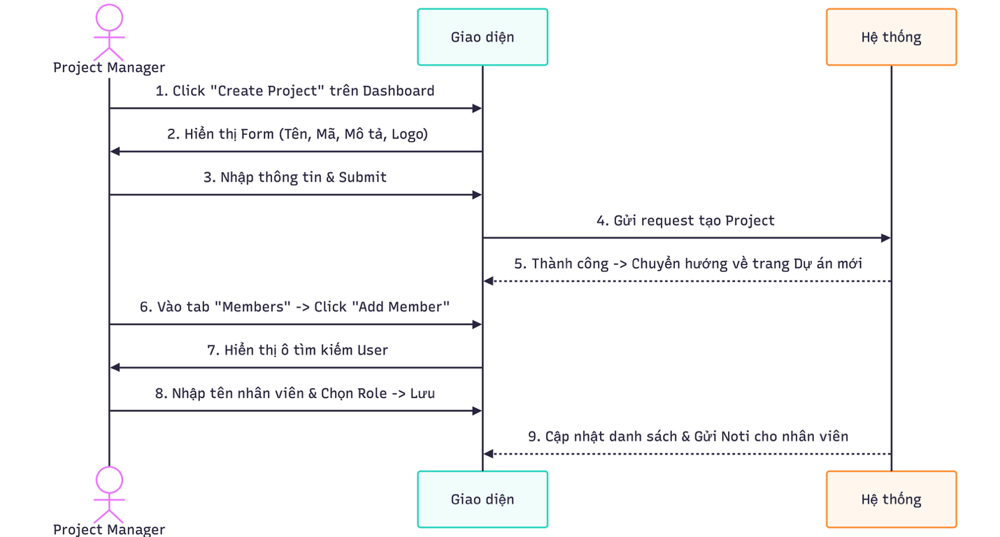 Project Manager
Giao diện
Hệ thống
1. Click "Create Project" trên Dashboard
2. Hiển thị Form (Tên, Mã, Mô tả, Logo)
3. Nhập thông tin & Submit
4. Gửi request tạo Project
5. Thành công -> Chuyển hướng về trang Dự án mới
6. Vào tab "Members" -> Click "Add Member"
7. Hiển thị ô tìm kiếm User
8. Nhập tên nhân viên & Chọn Role -> Lưu
9. Cập nhật danh sách & Gửi Noti cho nhân viên
Project Manager
Giao diện
Hệ thống